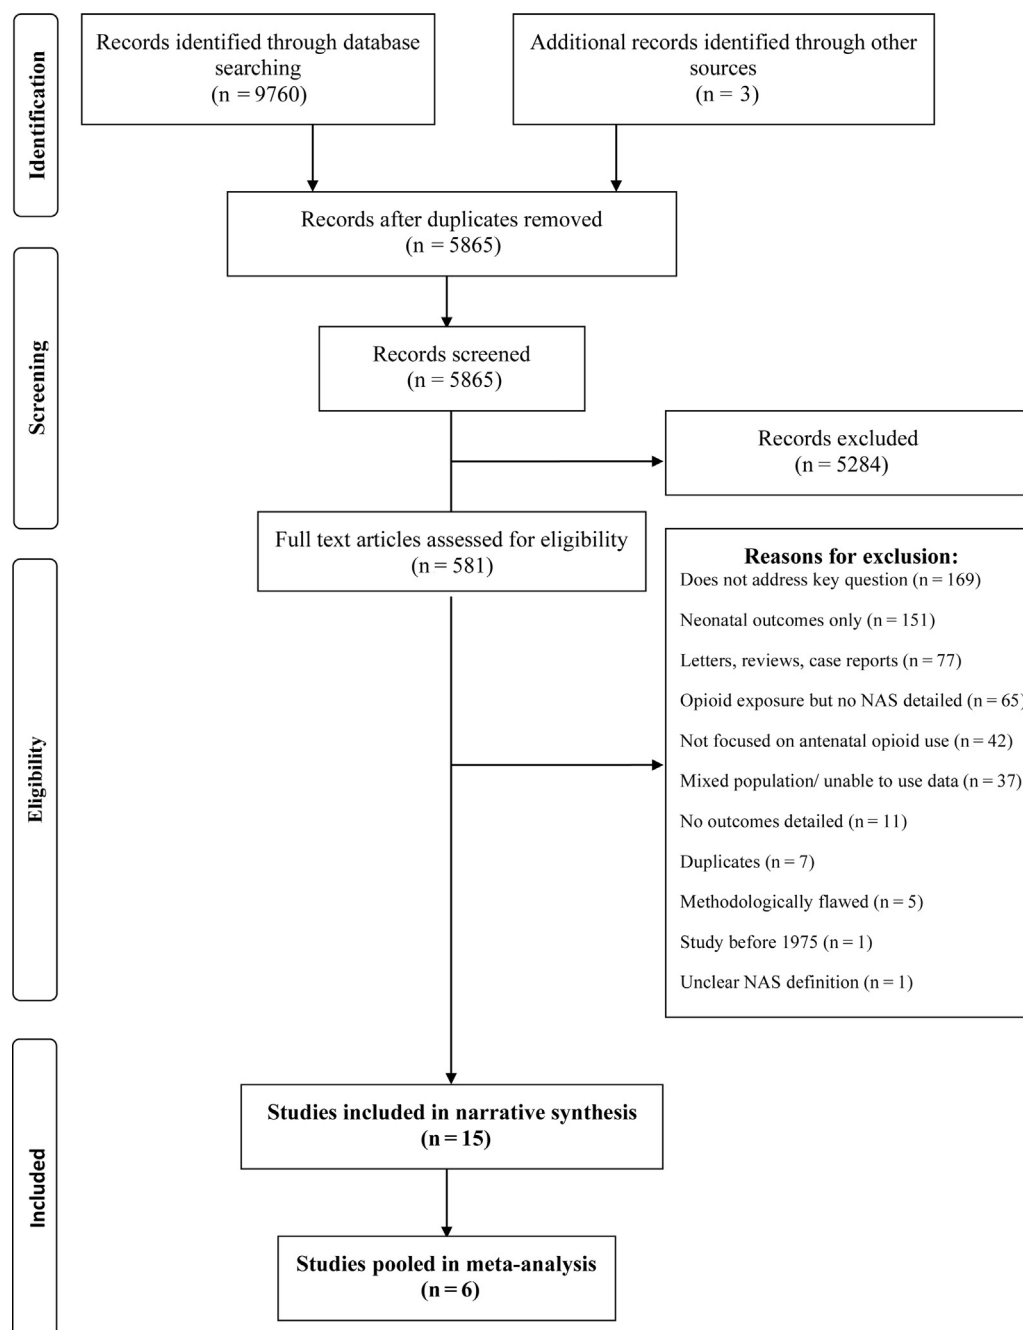 Identification
Records identified through database
searching
(n = 9760)
Additional records identified through other
sources
(n = 3)
Records after duplicates removed
(n = 5865)
Screening
Records screened
(n = 5865)
Records excluded
(n = 5284)
Eligibility
Full text articles assessed for eligibility
(n = 581)
Reasons for exclusion:
Does not address key question (n = 169)
Neonatal outcomes only (n = 151)
Letters, reviews, case reports (n = 77)
Opioid exposure but no NAS detailed (n = 65)
Not focused on antenatal opioid use (n = 42)
Mixed population/ unable to use data (n = 37)
No outcomes detailed (n = 11)
Duplicates (n = 7)
Methodologically flawed (n = 5)
Study before 1975 (n = 1)
Unclear NAS definition (n = 1)
Included
Studies included in narrative synthesis
(n = 15)
Studies pooled in meta-analysis
(n = 6)